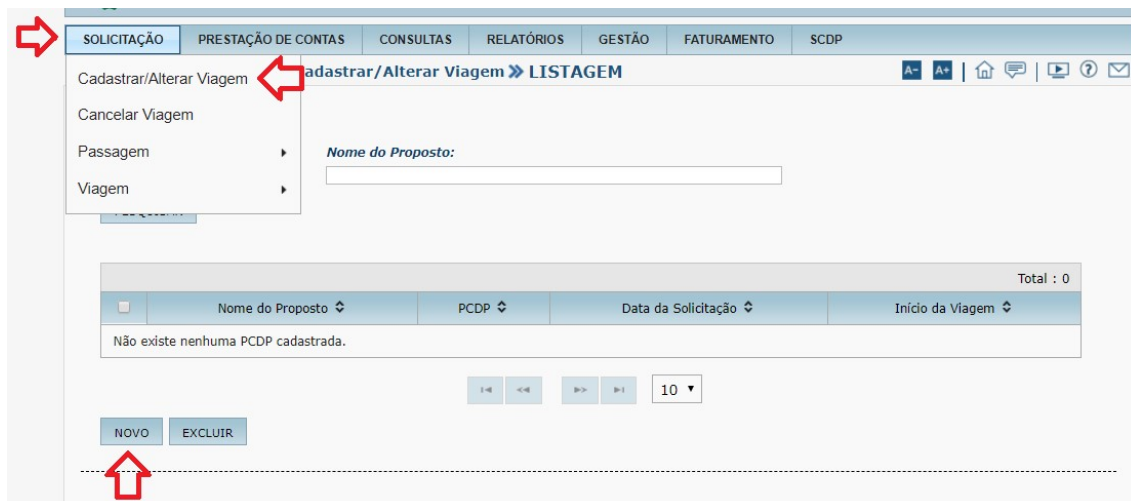 SOLICITAÇÃO PRESTAÇÃO DE CONTAS CONSULTAS RELATÓRIOS GESTÃO FATURAMENTO SCDP
adastrar/Alterar Viagem » LISTAGEM A- A+
Cadastrar/Alterar Viagem
Cancelar Viagem
Passagem
Nome do Proposto:
Viagem
Total : 0
Nome do Proposto PCDP Data da Solicitação Início da Viagem
Não existe nenhuma PCDP cadastrada.
10
NOVO EXCLUIR